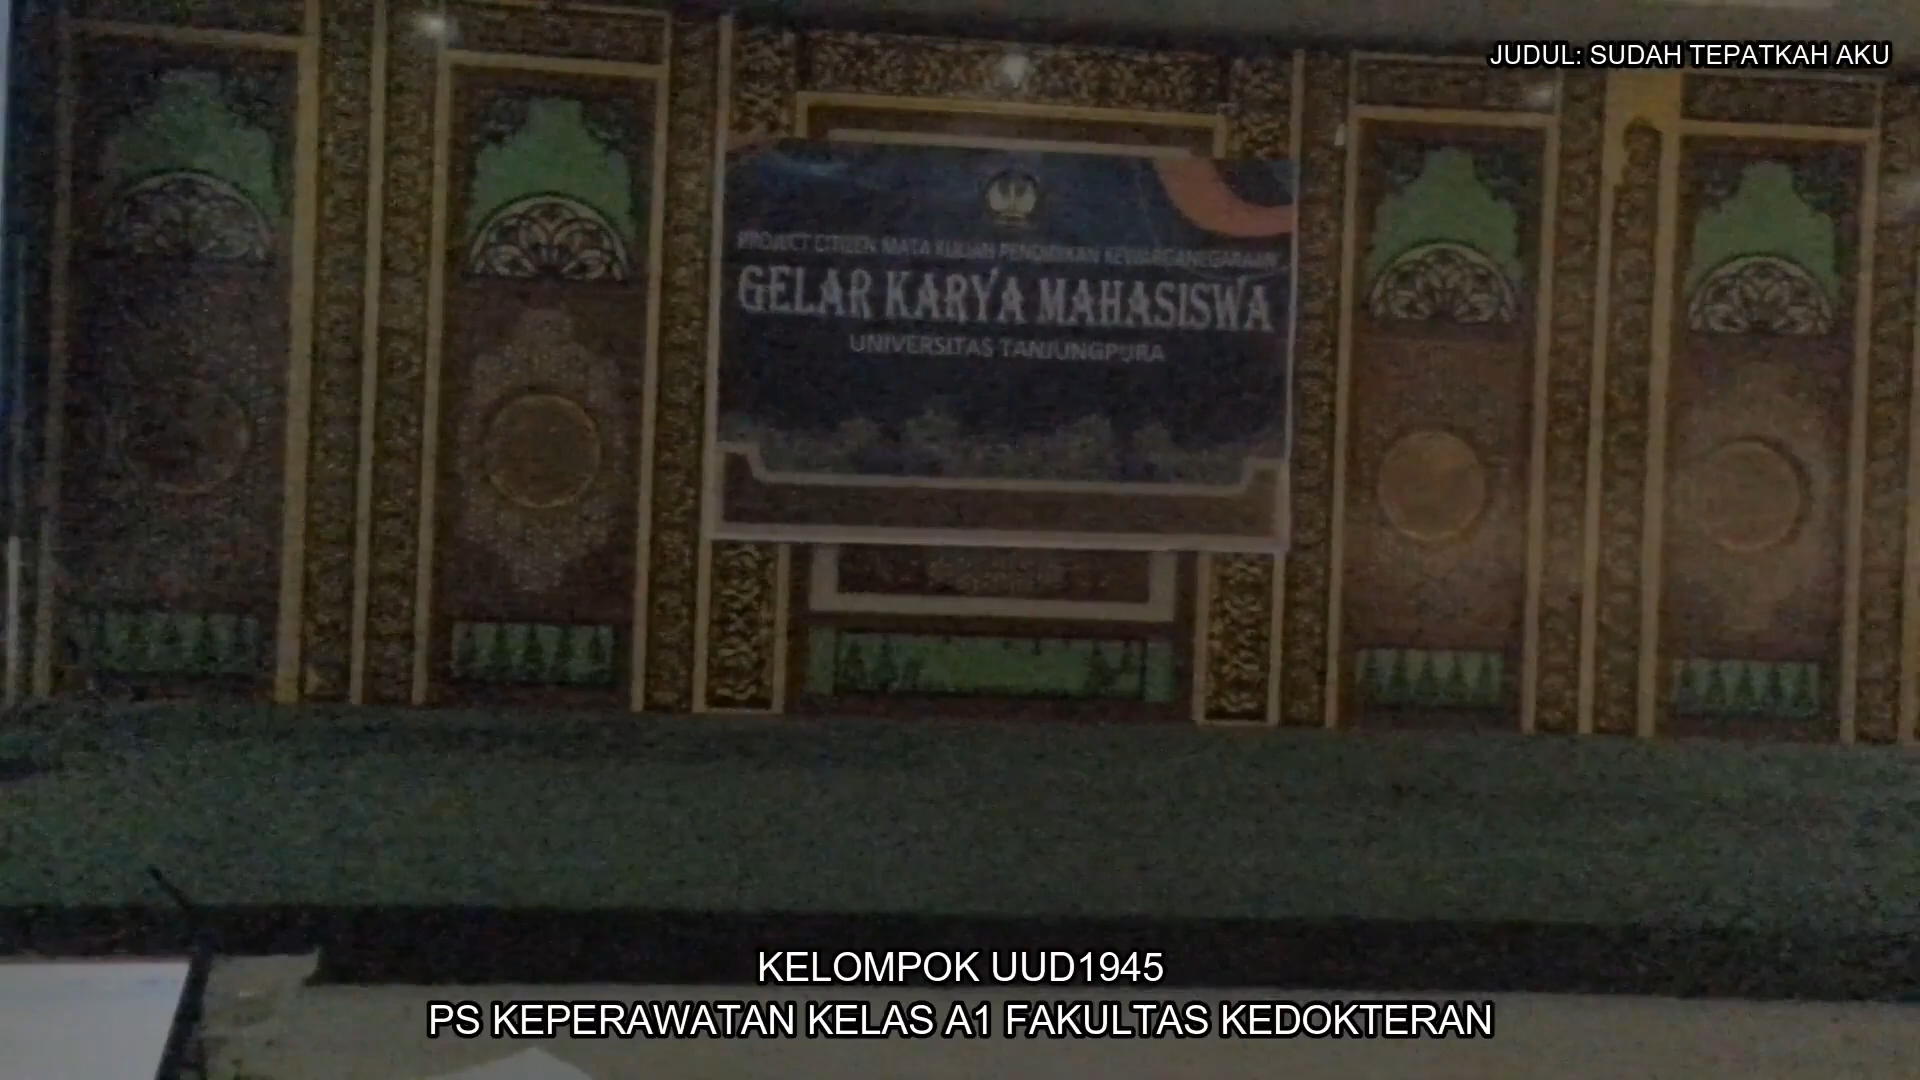 JUDUL: SUDAH TEPATKAH AKU
PROJECT CITIZEN MATA KULIAH PENDIDIKAN KEWARGANEGARAAN
GELAR KARYA MAHASISWA
UNIVERSITAS TANJUNGPURA
KELOMPOK UUD1945
PS KEPERAWATAN KELAS A1 FAKULTAS KEDOKTERAN